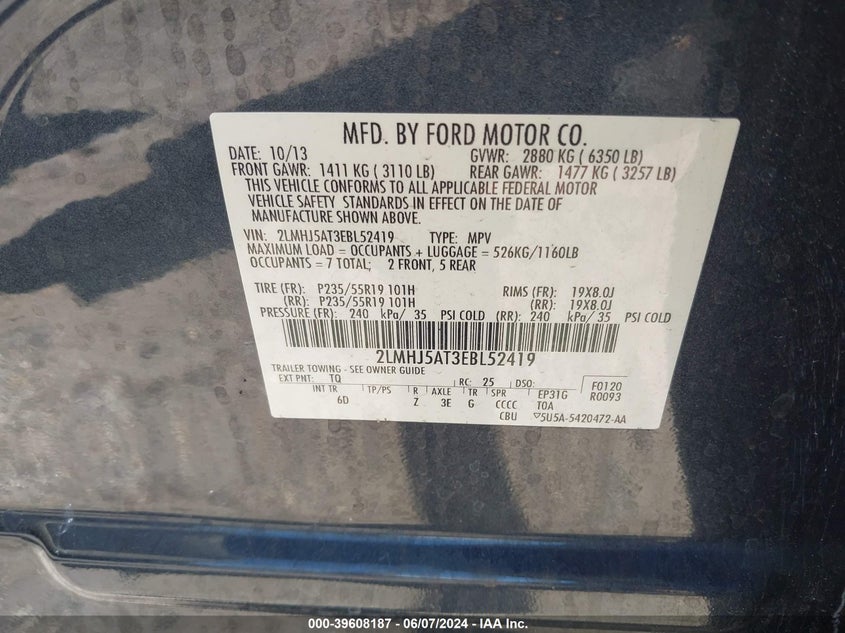 MFD. BY FORD MOTOR CO.
DATE: 10/13 GVWR: 2880 KG ( 6350 LB)
FRONT GAWR: 1411 KG ( 3110 LB) REAR GAWR: 1477 KG ( 3257 LB)
THIS VEHICLE CONFORMS TO ALL APPLICABLE FEDERAL MOTOR
VEHICLE SAFETY STANDARDS IN EFFECT ON THE DATE OF
MANUFACTURE SHOWN ABOVE.
VIN: 2LMHJ5AT3EBL52419 TYPE: MPV
MAXIMUM LOAD = OCCUPANTS + LUGGAGE = 526KG/1160LB
OCCUPANTS = 7 TOTAL; 2 FRONT, 5 REAR
TIRE (FR): P235/55R19 101H RIMS (FR): 19X8.0J
(RR): P235/55R19 101H (RR): 19X8.0J
PRESSURE (FR): 240 kPa/ 35 PSI COLD (RR): 240 kPa/ 35 PSI COLD
2LMHJ5AT3EBL52419
TRAILER TOWING - SEE OWNER GUIDE
EXT PNT: TQ RC: 25 DSO: F0120
INT TR TP/PS R AXLE TR SPR EP31G R0093
6D Z 3E G CCCC TOA
CBU ▽5U5A-5420472-AA
000-39608187 - 06/07/2024 - IAA Inc.